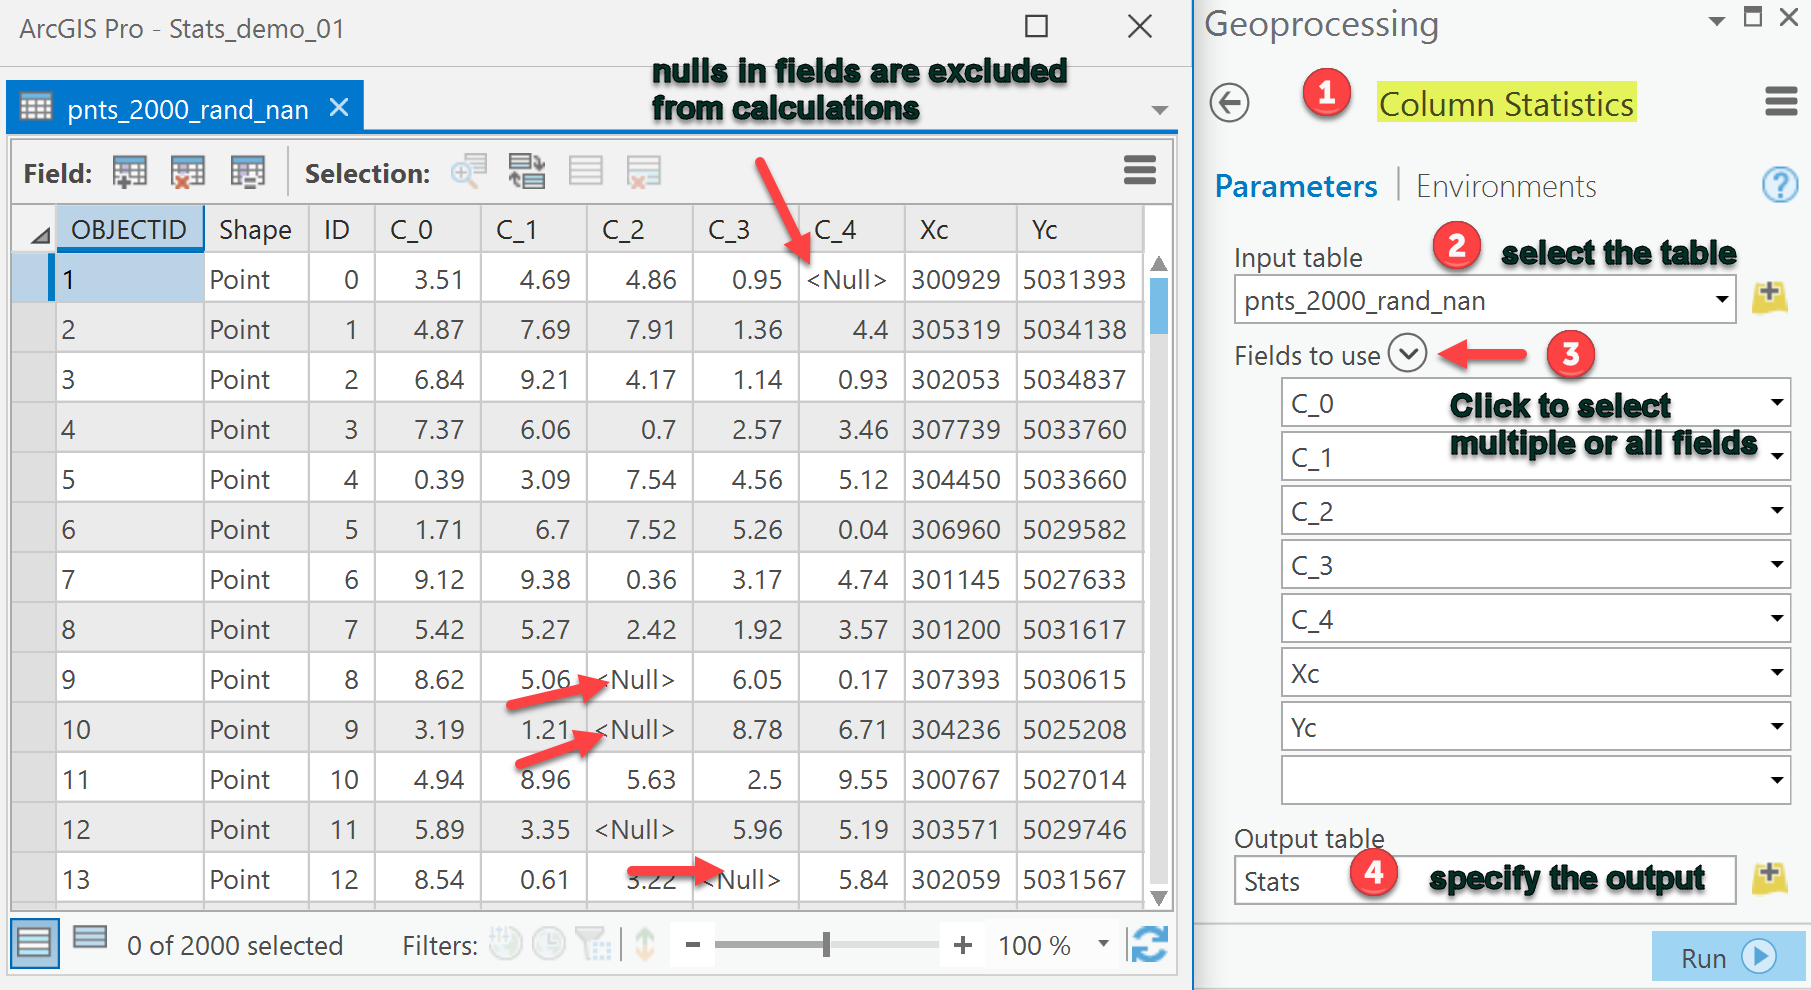 ArcGIS Pro - Stats_demo_01
nulls in fields are excluded
from calculations
pnts_2000_rand_nan
Field: Selection:
OBJECTID Shape ID C_0 C_1 C_2 C_3 C_4 Xc Yc
1 Point 0 3.51 4.69 4.86 0.95 <Null> 300929 5031393
2 Point 1 4.87 7.69 7.91 1.36 4.4 305319 5034138
3 Point 2 6.84 9.21 4.17 1.14 0.93 302053 5034837
4 Point 3 7.37 6.06 0.7 2.57 3.46 307739 5033760
5 Point 4 0.39 3.09 7.54 4.56 5.12 304450 5033660
6 Point 5 1.71 6.7 7.52 5.26 0.04 306960 5029582
7 Point 6 9.12 9.38 0.36 3.17 4.74 301145 5027633
8 Point 7 5.42 5.27 2.42 1.92 3.57 301200 5031617
9 Point 8 8.62 5.06 <Null> 6.05 0.17 307393 5030615
10 Point 9 3.19 1.21 <Null> 8.78 6.71 304236 5025208
11 Point 10 4.94 8.96 5.63 2.5 9.55 300767 5027014
12 Point 11 5.89 3.35 <Null> 5.96 5.19 303571 5029746
13 Point 12 8.54 0.61 3.22 <Null> 5.84 302059 5031567
0 of 2000 selected Filters: - + 100 %
Geoprocessing
1 Column Statistics
Parameters Environments ?
Input table 2 select the table
pnts_2000_rand_nan
Fields to use 3
C_0 Click to select
multiple or all fields
C_1
C_2
C_3
C_4
Xc
Yc
Output table
Stats 4 specify the output
Run